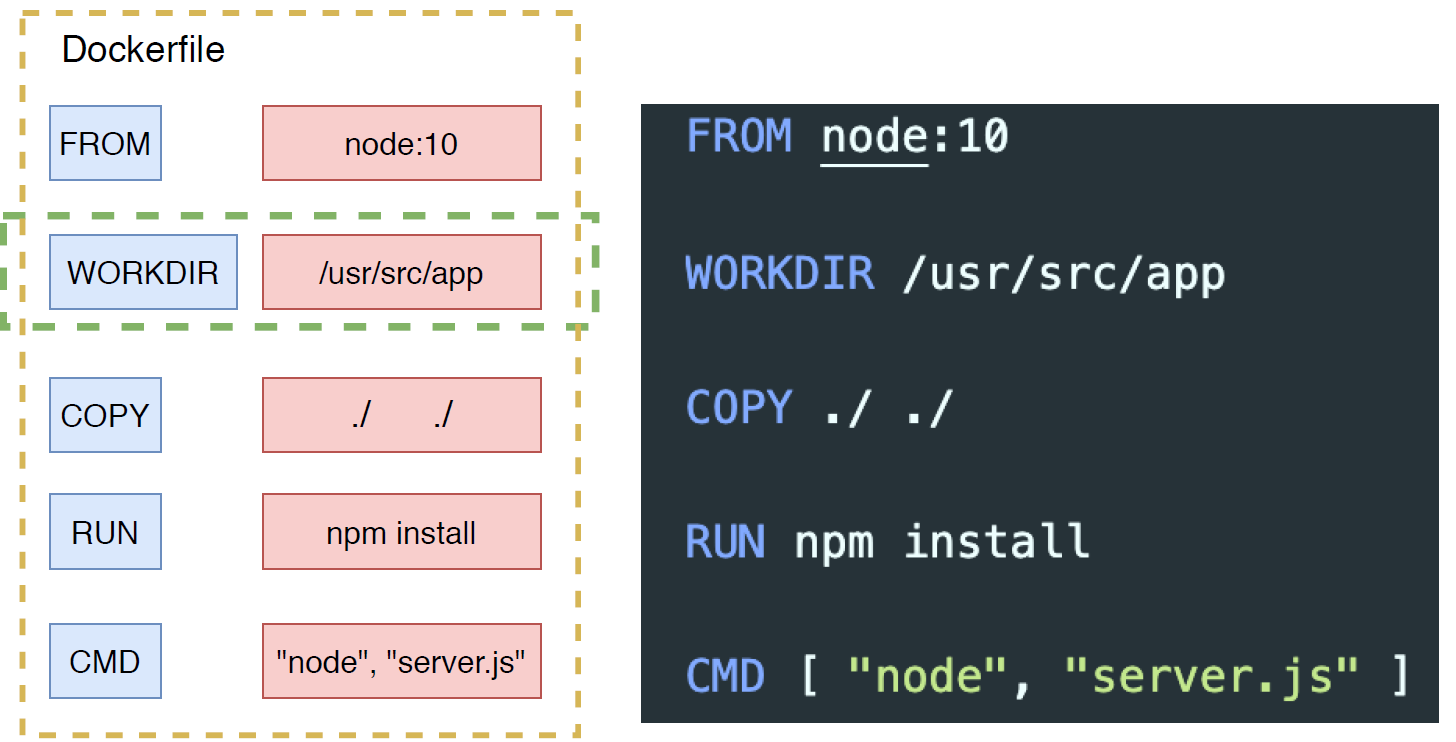 Dockerfile
FROM node:10
WORKDIR /usr/src/app
COPY ./ ./
RUN npm install
CMD "node", "server.js"
FROM node:10
WORKDIR /usr/src/app
COPY ./ ./
RUN npm install
CMD [ "node", "server.js" ]